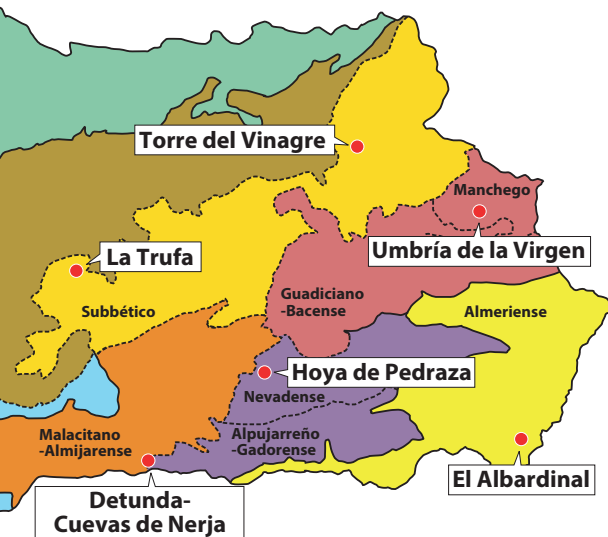 Torre del Vinagre
Manchego
Umbría de la Virgen
La Trufa
Guadiciano
-Bacense
Almeriense
Subbético
Hoya de Pedraza
Nevadense
Malacitano
-Almijarense
Alpujarreño
-Gadorense
El Albardinal
Detunda-
Cuevas de Nerja